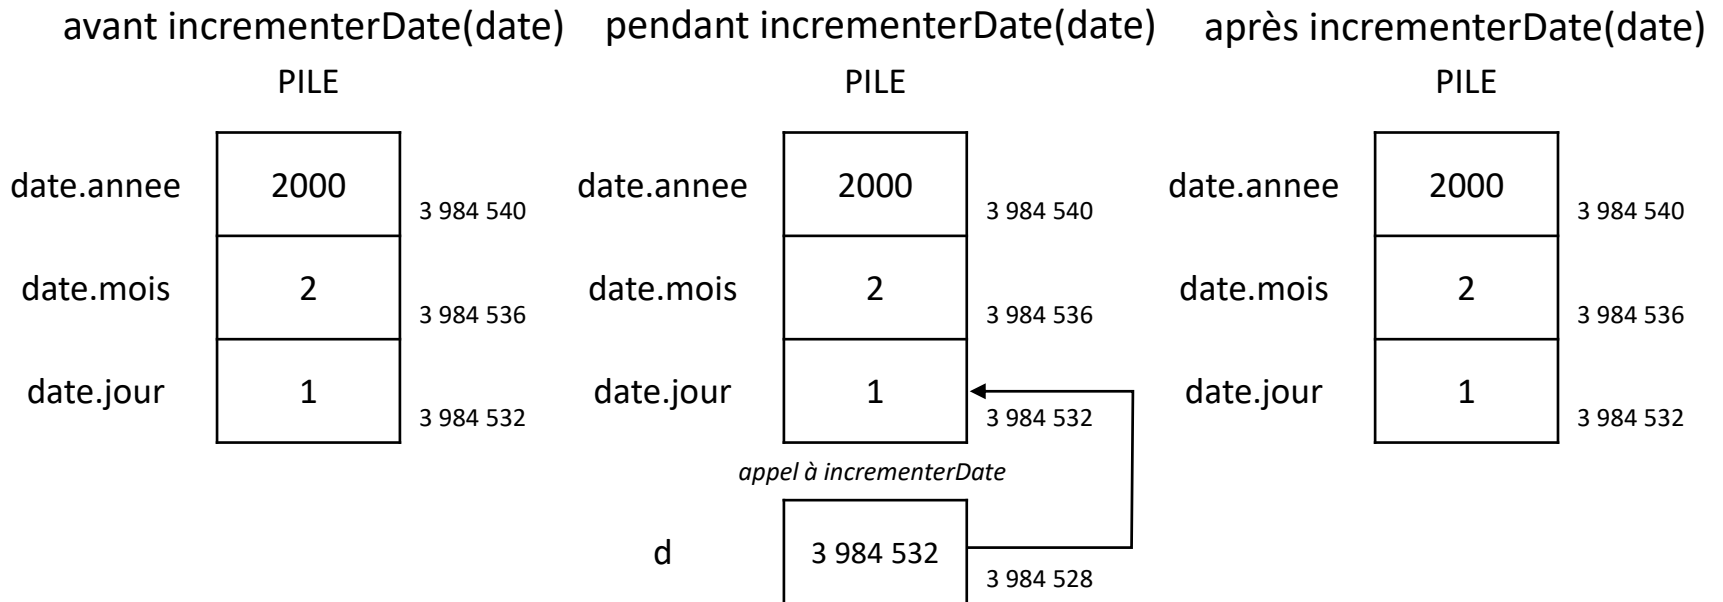 avant incrementerDate(date) pendant incrementerDate(date) après incrementerDate(date)
PILE PILE PILE
date.annee 2000 3 984 540 date.annee 2000 3 984 540 date.annee 2000 3 984 540
date.mois 2 3 984 536 date.mois 2 3 984 536 date.mois 2 3 984 536
date.jour 1 3 984 532 date.jour 1 3 984 532 date.jour 1 3 984 532
appel à incrementerDate
d 3 984 532 3 984 528